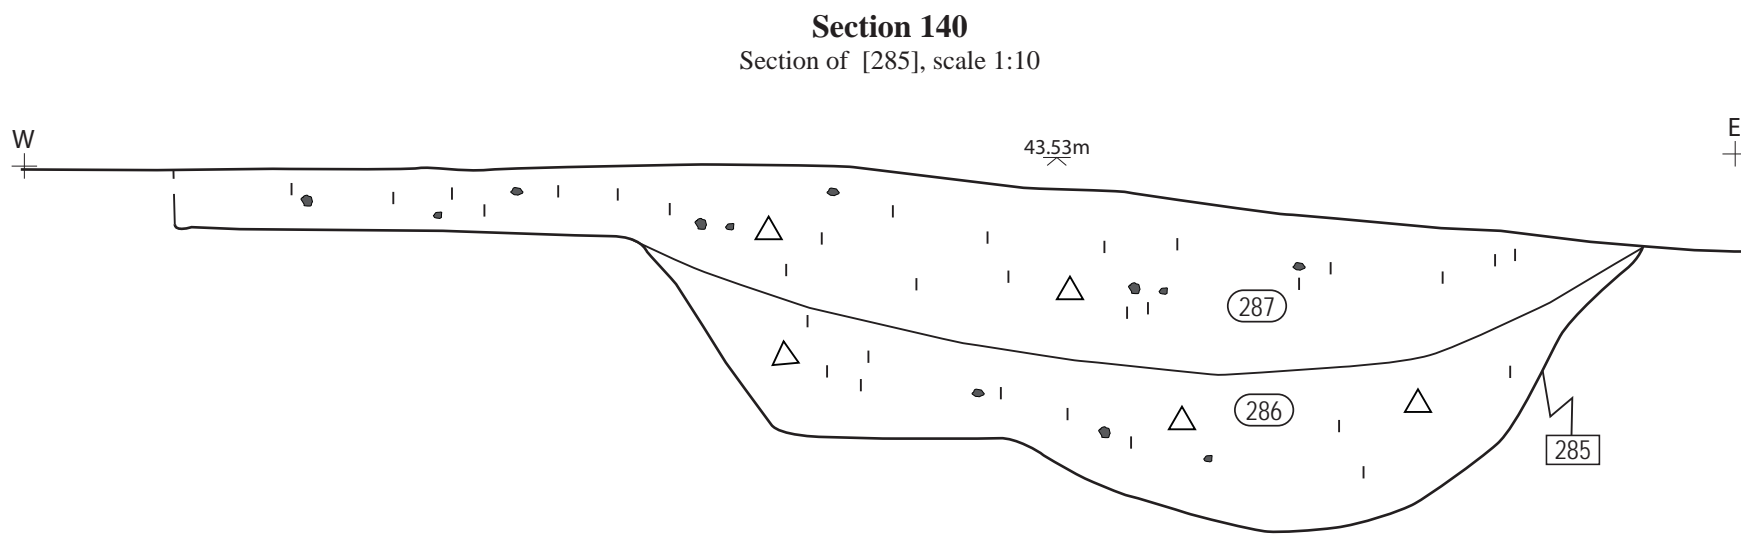 Section 140
Section of [285], scale 1:10
W
43.53m
E
287
286
285